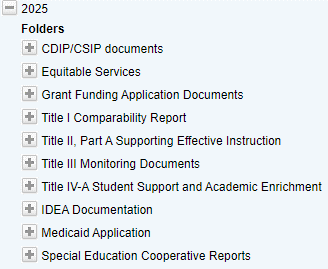 2025
Folders
CDIP/CSIP documents
Equitable Services
Grant Funding Application Documents
Title I Comparability Report
Title II, Part A Supporting Effective Instruction
Title III Monitoring Documents
Title IV-A Student Support and Academic Enrichment
IDEA Documentation
Medicaid Application
Special Education Cooperative Reports